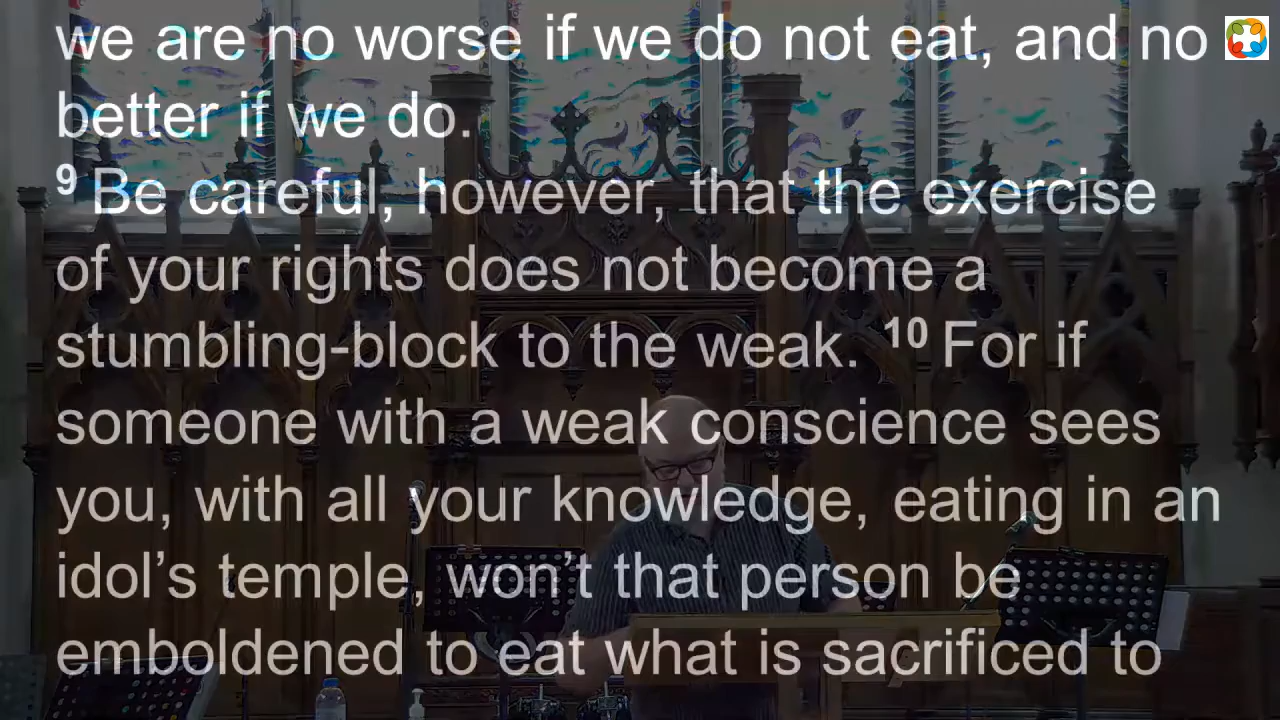 we are no worse if we do not eat, and no
better if we do.
9 Be careful, however, that the exercise
of your rights does not become a
stumbling-block to the weak. 10 For if
someone with a weak conscience sees
you, with all your knowledge, eating in an
idol’s temple, won’t that person be
emboldened to eat what is sacrificed to